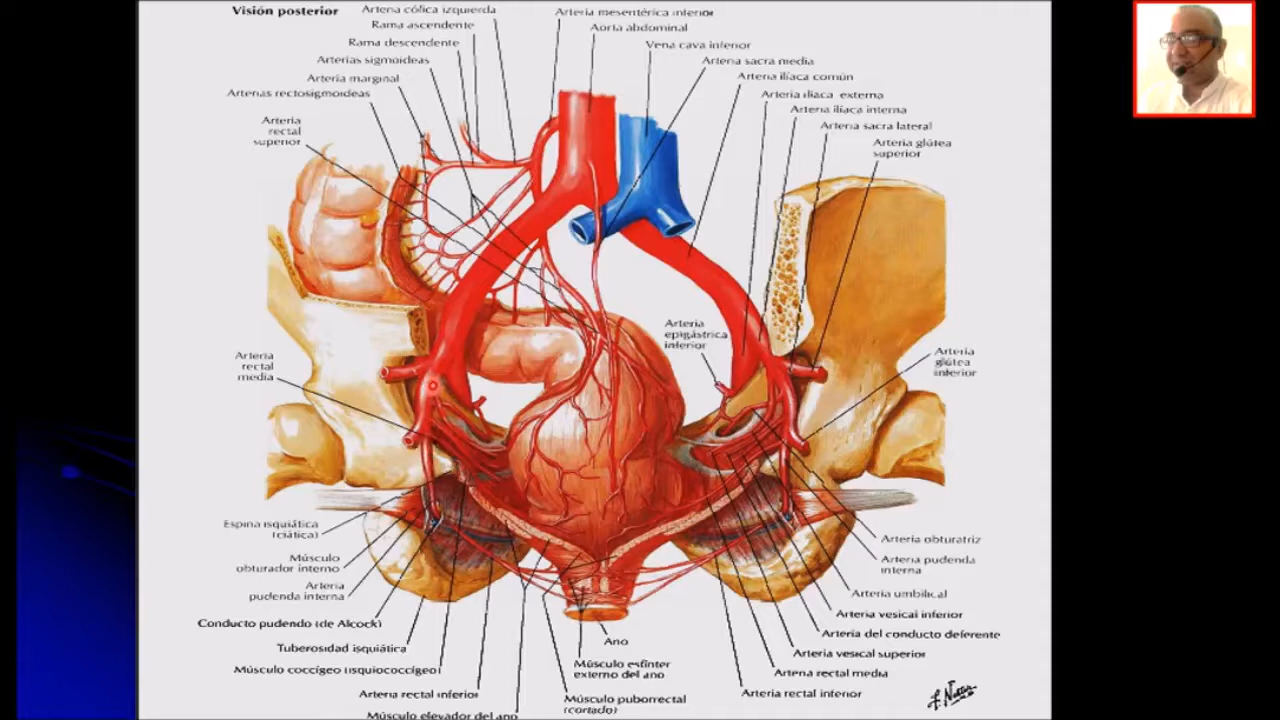 Visión posterior
Arteria cólica izquierda
Rama ascendente
Rama descendente
Arterias sigmoideas
Arteria marginal
Arterias rectosigmoideas
Arteria
rectal
superior
Arteria mesentérica inferior
Aorta abdominal
Vena cava inferior
Arteria sacra media
Arteria ilíaca común
Arteria ilíaca externa
Arteria ilíaca interna
Arteria sacra lateral
Arteria glútea
superior
Arteria
epigástrica
inferior
Arteria
rectal
media
Arteria
glútea
inferior
Espina isquiática
(ciática)
Músculo
obturador interno
Arteria
pudenda interna
Conducto pudendo (de Alcock)
Tuberosidad isquiática
Músculo coccígeo (isquiococcígeo)
Arteria rectal inferior
Músculo elevador del ano
Ano
Músculo esfínter
externo del ano
Músculo puborrectal
(cortado)
Arteria obturatriz
Arteria pudenda
interna
Arteria umbilical
Arteria vesical inferior
Arteria del conducto deferente
Arteria vesical superior
Arteria rectal media
Arteria rectal inferior
F. Netter